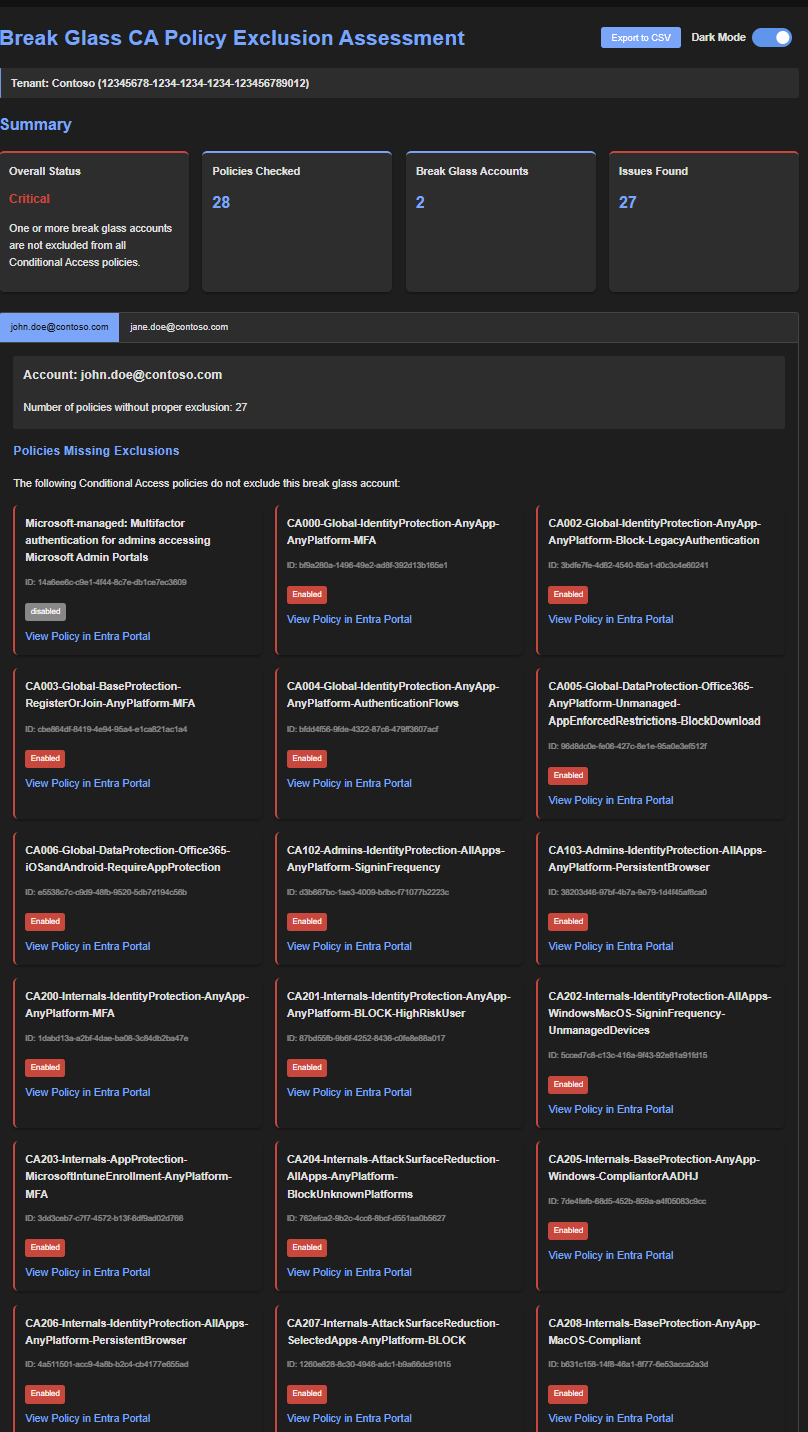 Break Glass CA Policy Exclusion Assessment
Export to CSV
Dark Mode
Tenant: Contoso (12345678-1234-1234-1234-123456789012)
Summary
Overall Status
Critical
One or more break glass accounts
are not excluded from all
Conditional Access policies.
Policies Checked
28
Break Glass Accounts
2
Issues Found
27
john.doe@contoso.com
jane.doe@contoso.com
Account: john.doe@contoso.com
Number of policies without proper exclusion: 27
Policies Missing Exclusions
The following Conditional Access policies do not exclude this break glass account:
Microsoft-managed: Multifactor
authentication for admins accessing
Microsoft Admin Portals
ID: 14a6ee6c-c9e1-4f44-8c7e-db1ce7ec3609
disabled
View Policy in Entra Portal
CA000-Global-IdentityProtection-AnyApp-
AnyPlatform-MFA
ID: bf9a260a-1496-49e2-ad8f-392d13b165e1
Enabled
View Policy in Entra Portal
CA002-Global-IdentityProtection-AnyApp-
AnyPlatform-Block-LegacyAuthentication
ID: 3bdfe7fe-4d82-4540-85a1-d0c3c4e60241
Enabled
View Policy in Entra Portal
CA003-Global-BaseProtection-
RegisterOrJoin-AnyPlatform-MFA
ID: cbe864df-8419-4e94-95a4-e1ca821ac1a4
Enabled
View Policy in Entra Portal
CA004-Global-IdentityProtection-AnyApp-
AnyPlatform-AuthenticationFlows
ID: bfdd4f56-9fde-4322-87c6-479ff3607acf
Enabled
View Policy in Entra Portal
CA005-Global-DataProtection-Office365-
AnyPlatform-Unmanaged-
AppEnforcedRestrictions-BlockDownload
ID: 96d8dc0e-fe06-427c-8e1e-95a0e3ef512f
Enabled
View Policy in Entra Portal
CA006-Global-DataProtection-Office365-
iOSandAndroid-RequireAppProtection
ID: e5538c7c-c9d9-48fb-9520-5db7d194c56b
Enabled
View Policy in Entra Portal
CA102-Admins-IdentityProtection-AllApps-
AnyPlatform-SigninFrequency
ID: d3b667bc-1ae3-4009-bdbc-f71077b2223c
Enabled
View Policy in Entra Portal
CA103-Admins-IdentityProtection-AllApps-
AnyPlatform-PersistentBrowser
ID: 38203d46-97bf-4b7a-9e79-1d4f45af8ca0
Enabled
View Policy in Entra Portal
CA200-Internals-IdentityProtection-AnyApp-
AnyPlatform-MFA
ID: 1dabd13a-a2bf-4dae-ba08-3c84db2ba47e
Enabled
View Policy in Entra Portal
CA201-Internals-IdentityProtection-AnyApp-
AnyPlatform-BLOCK-HighRiskUser
ID: 87bd55fb-9b6f-4252-8436-c0fe8e88a017
Enabled
View Policy in Entra Portal
CA202-Internals-IdentityProtection-AllApps-
WindowsMacOS-SigninFrequency-
UnmanagedDevices
ID: 5cced7c8-c13c-416a-9f43-92e81a91fd15
Enabled
View Policy in Entra Portal
CA203-Internals-AppProtection-
MicrosoftIntuneEnrollment-AnyPlatform-
MFA
ID: 3dd3ceb7-c7f7-4572-b13f-6df9ad02d766
Enabled
View Policy in Entra Portal
CA204-Internals-AttackSurfaceReduction-
AllApps-AnyPlatform-
BlockUnknownPlatforms
ID: 762efca2-9b2c-4cc6-8bcf-d551aa0b5627
Enabled
View Policy in Entra Portal
CA205-Internals-BaseProtection-AnyApp-
Windows-CompliantorAADHJ
ID: 7de4fefb-68d5-452b-859a-a4f05083c9cc
Enabled
View Policy in Entra Portal
CA206-Internals-IdentityProtection-AllApps-
AnyPlatform-PersistentBrowser
ID: 4a511501-acc9-4a8b-b2c4-cb4177e655ad
Enabled
View Policy in Entra Portal
CA207-Internals-AttackSurfaceReduction-
SelectedApps-AnyPlatform-BLOCK
ID: 1260e828-8c30-4946-adc1-b9a66dc91015
Enabled
View Policy in Entra Portal
CA208-Internals-BaseProtection-AnyApp-
MacOS-Compliant
ID: b631c156-14f8-46a1-8f77-6e53acca2a3d
Enabled
View Policy in Entra Portal